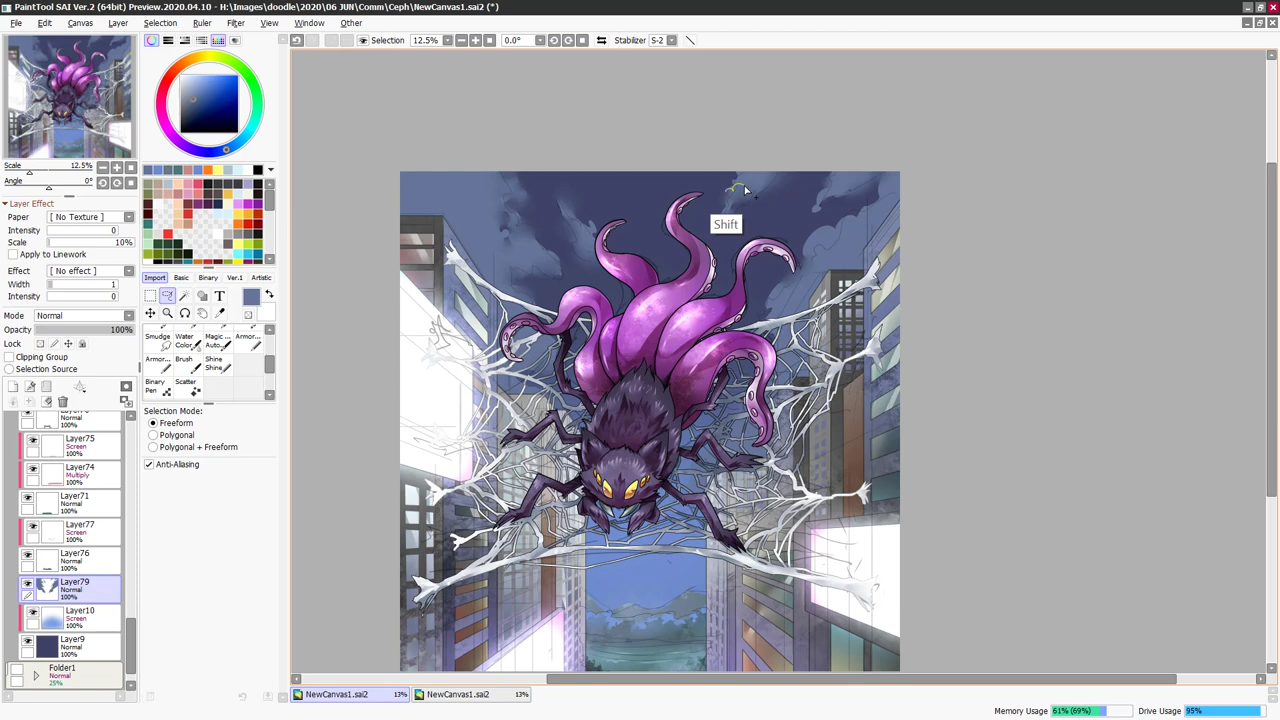 PaintTool SAI Ver.2 (64bit) Preview.2020.04.10 - H:\Images\doodle\2020\06 JUN\Comm\Ceph\NewCanvas1.sai2 (*)
File Edit Canvas Layer Selection Ruler Filter View Window Other
Selection 12.5% 0.0° Stabilizer S-2
Scale 12.5%
Angle 0°
Layer Effect
Paper [ No Texture ]
Intensity 0
Scale 10%
Apply to Linework
Effect [ No effect ]
Width 1
Intensity 0
Mode Normal
Opacity 100%
Lock
Clipping Group
Selection Source
Normal
100%
Layer75
Screen
100%
Layer74
Multiply
100%
Layer71
Normal
100%
Layer77
Screen
100%
Layer76
Normal
100%
Layer79
Normal
100%
Layer10
Screen
100%
Layer9
Normal
100%
Folder1
Normal
25%
Import Basic Binary Ver.1 Artistic
T
Smudge Water Color... Magic ... Auto... Armor...
Armor... Brush Shine Shine
Binary Pen Scatter
Selection Mode:
Freeform
Polygonal
Polygonal + Freeform
Anti-Aliasing
Shift
NewCanvas1.sai2 13% NewCanvas1.sai2 13%
Memory Usage 61% (69%) Drive Usage 95%